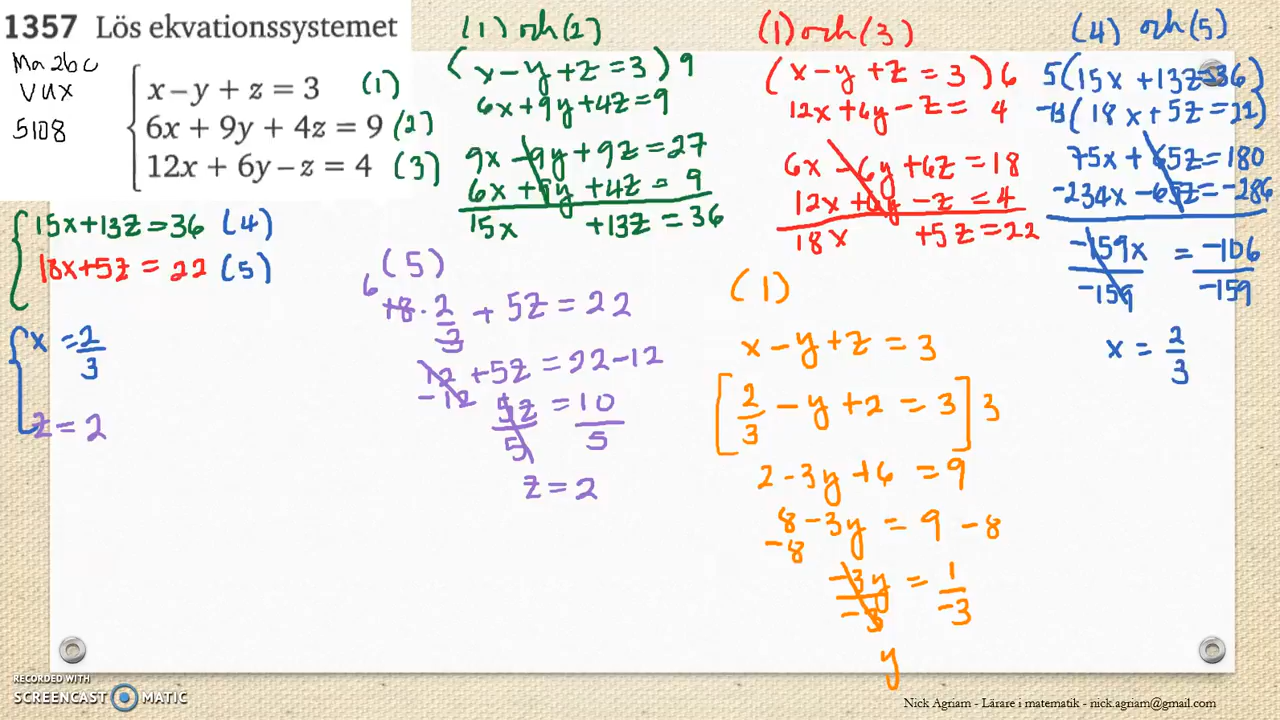 1357 Lös ekvationssystemet
Ma 2bc
VUX
5108
x − y + z = 3 (1)
6x + 9y + 4z = 9 (2)
12x + 6y − z = 4 (3)
15x+13z=36 (4)
18x+5z = 22 (5)
x = 2/3
z = 2
(1) och (2)
(x − y + z = 3) 9
6x + 9y + 4z = 9
9x − 9y + 9z = 27
6x + 9y + 4z = 9
15x +13z = 36
(1) och (3)
(x − y + z = 3) 6
12x + 6y − z = 4
6x − 6y + 6z = 18
12x + 6y − z = 4
18x +5z = 22
(4) och (5)
5(15x + 13z = 36)
-13(18x + 5z = 22)
75x + 65z = 180
-234x − 65z = -286
-159x = -106
-159 -159
x = 2/3
(5)
6
18 · 2/3 + 5z = 22
12 + 5z = 22 - 12
-12
5z = 10
5 5
z = 2
(1)
x − y + z = 3
[2/3 − y + 2 = 3] 3
2 - 3y + 6 = 9
8 - 3y = 9 - 8
-8
-3y = 1
-3 -3
y
RECORDED WITH
SCREENCAST MATIC
Nick Agriam - Lärare i matematik - nick.agriam@gmail.com